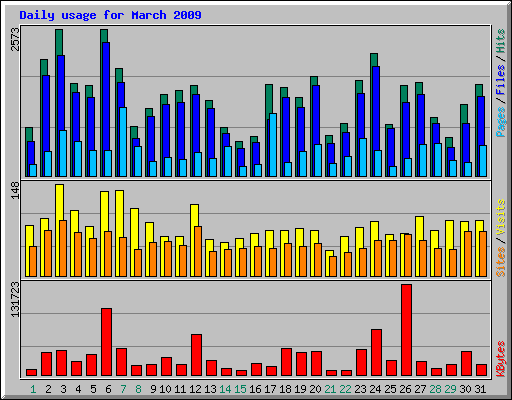 Daily usage for March 2009
2573
Pages / Files / Hits
148
Sites / Visits
131723
KBytes
1 2 3 4 5 6 7 8 9 10 11 12 13 14 15 16 17 18 19 20 21 22 23 24 25 26 27 28 29 30 31